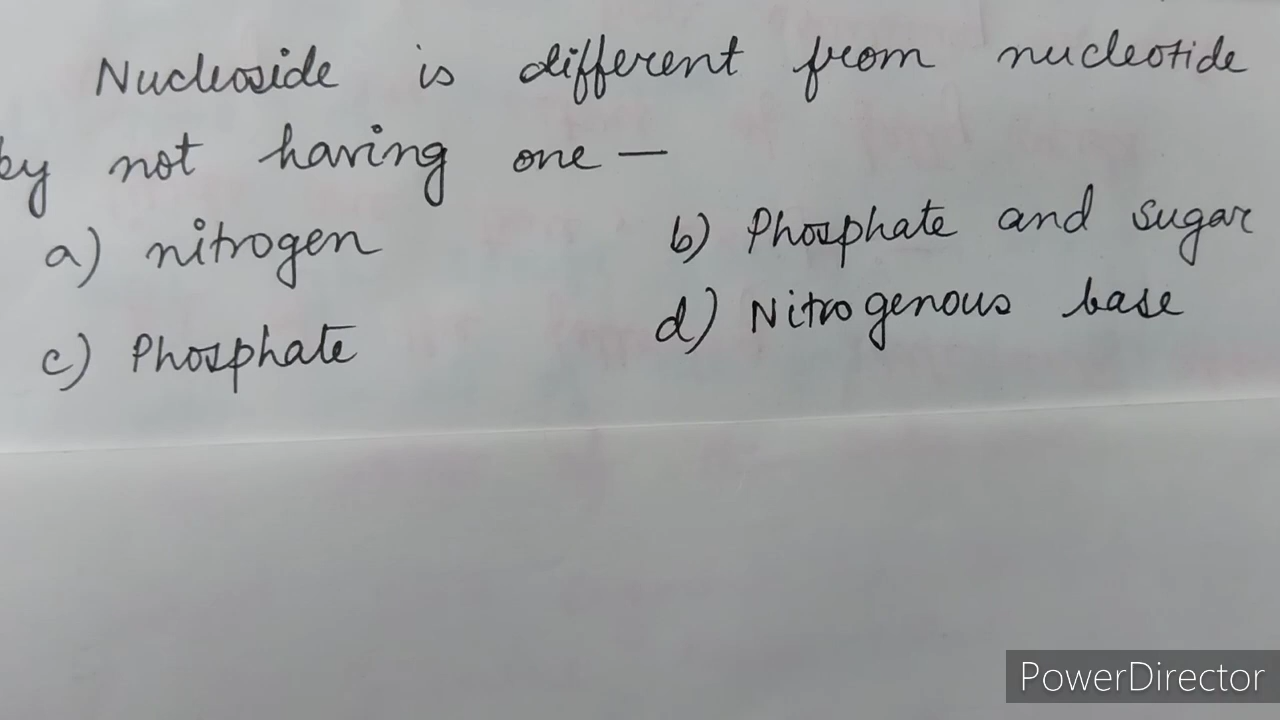 Nucleoside is different from nucleotide
by not having one —
a) nitrogen b) Phosphate and sugar
c) Phosphate d) Nitrogenous base
PowerDirector